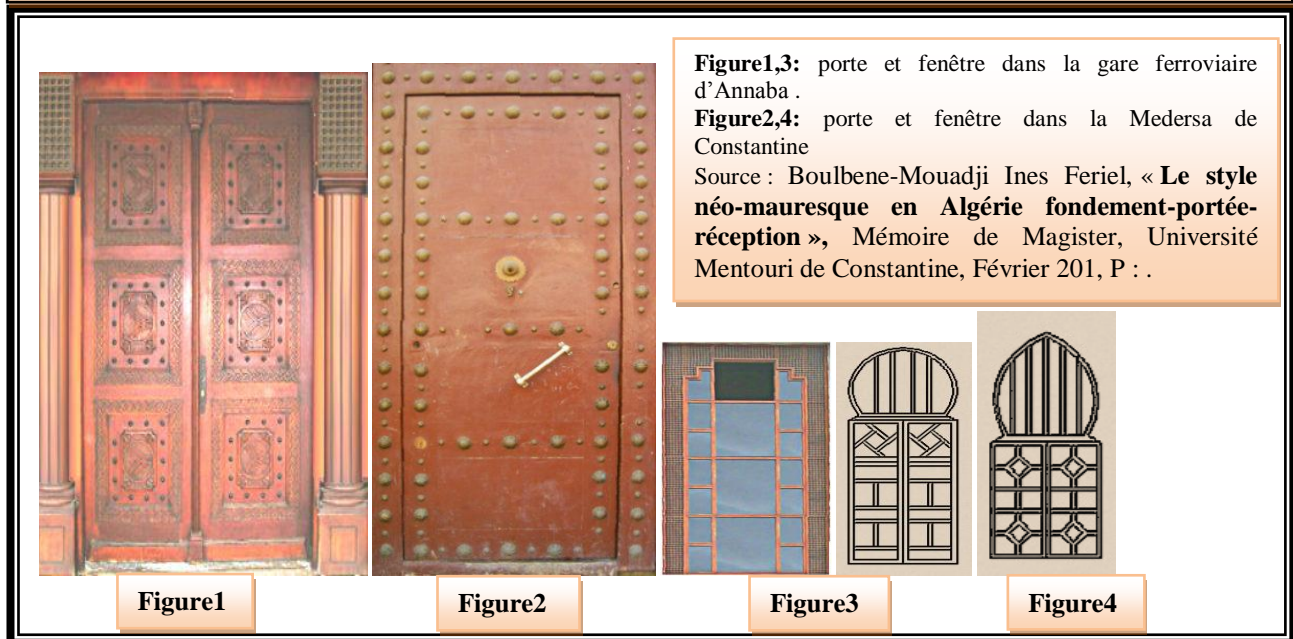 Figure1,3: porte et fenêtre dans la gare ferroviaire
d’Annaba .
Figure2,4: porte et fenêtre dans la Medersa de
Constantine
Source : Boulbene-Mouadji Ines Feriel, « Le style
néo-mauresque en Algérie fondement-portée-
réception », Mémoire de Magister, Université
Mentouri de Constantine, Février 201, P : .
Figure1
Figure2
Figure3
Figure4